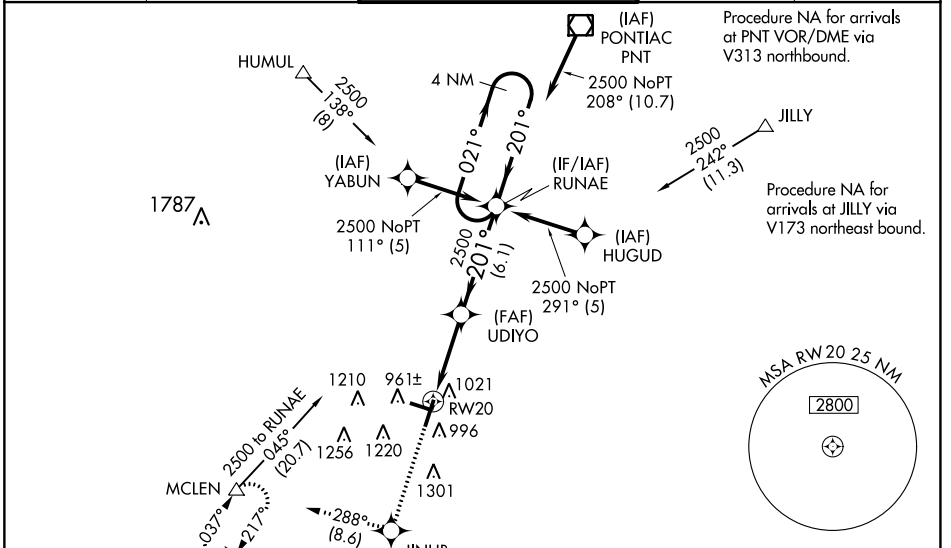 (IAF)
PONTIAC
PNT
Procedure NA for arrivals
at PNT VOR/DME via
V313 northbound.
HUMUL
4 NM
2500 NoPT
208° (10.7)
2500
138°
(8)
JILLY
2500
242°
(11.3)
021°
201°
(IAF)
YABUN
(IF/IAF)
RUNAE
1787
Procedure NA for
arrivals at JILLY via
V173 northeast bound.
2500 NoPT
111° (5)
2500
201°
(6.1)
(IAF)
HUGUD
2500 NoPT
291° (5)
(FAF)
UDIYO
MSA RW20 25 NM
2800
1210
961±
1021
RW20
1256
1220
996
2500 to RUNAE
045°
(20.7)
1301
MCLEN
037°
217°
288°
(8.6)